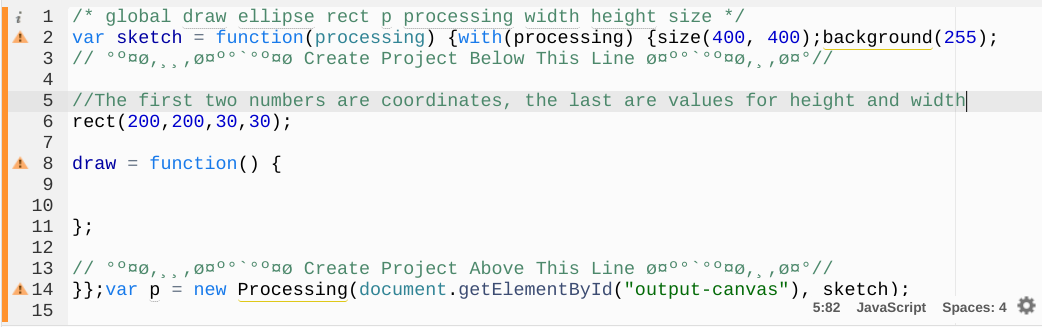 i 1 /* global draw ellipse rect p processing width height size */
2 var sketch = function(processing) {with(processing) {size(400, 400);background(255);
3 // °º¤ø,¸¸,ø¤º°`°º¤ø Create Project Below This Line ø¤º°`°º¤ø,¸,ø¤°//
4
5 //The first two numbers are coordinates, the last are values for height and width
6 rect(200,200,30,30);
7
8 draw = function() {
9
10
11 };
12
13 // °º¤ø,¸¸,ø¤º°`°º¤ø Create Project Above This Line ø¤º°`°º¤ø,¸,ø¤°//
14 }};var p = new Processing(document.getElementById("output-canvas"), sketch);
15
5:82 JavaScript Spaces: 4